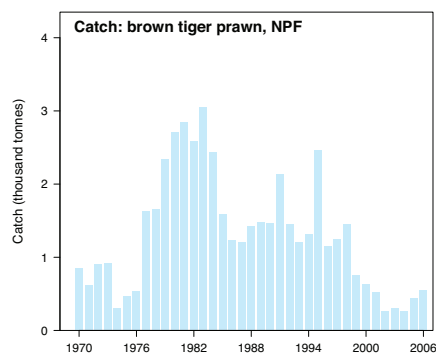 Catch: brown tiger prawn, NPF
Catch (thousand tonnes)
4
3
2
1
0
1970 1976 1982 1988 1994 2000 2006